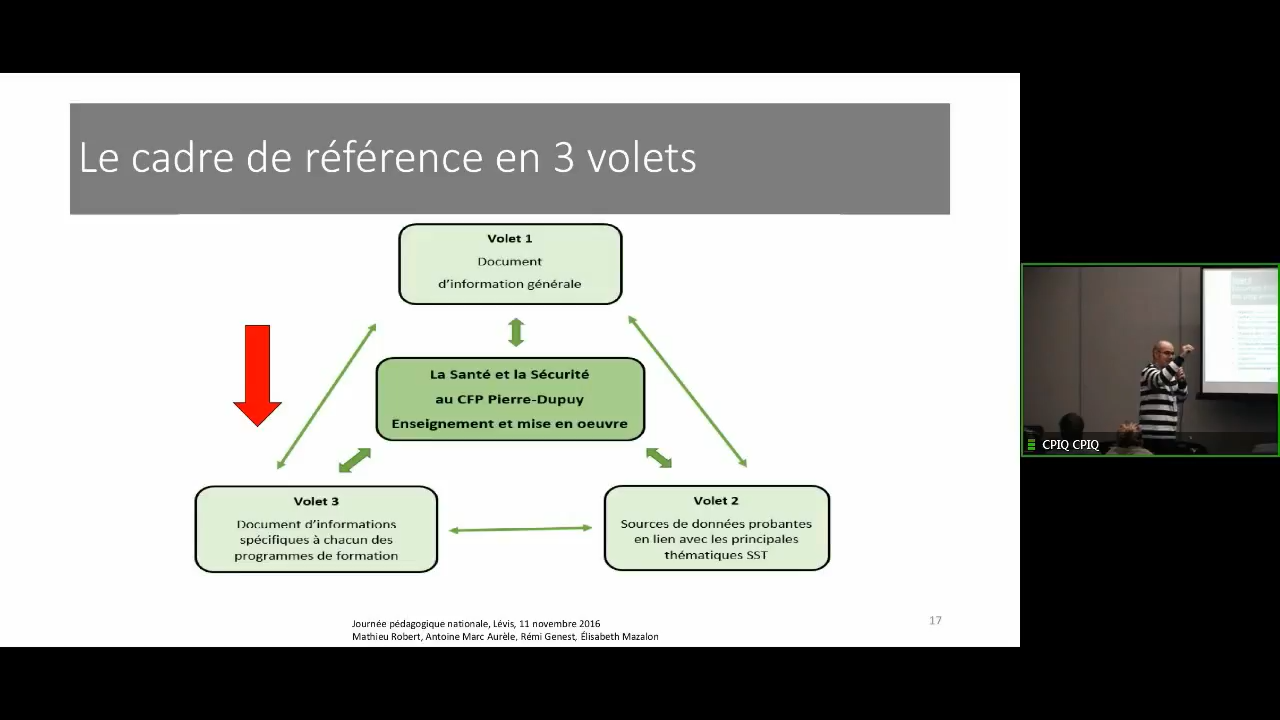 Le cadre de référence en 3 volets
Volet 1
Document
d'information générale
La Santé et la Sécurité
au CFP Pierre-Dupuy
Enseignement et mise en oeuvre
Volet 3
Document d'informations
spécifiques à chacun des
programmes de formation
Volet 2
Sources de données probantes
en lien avec les principales
thématiques SST
Journée pédagogique nationale, Lévis, 11 novembre 2016
Mathieu Robert, Antoine Marc Aurèle, Rémi Genest, Élisabeth Mazalon
17
CPIQ CPIQ